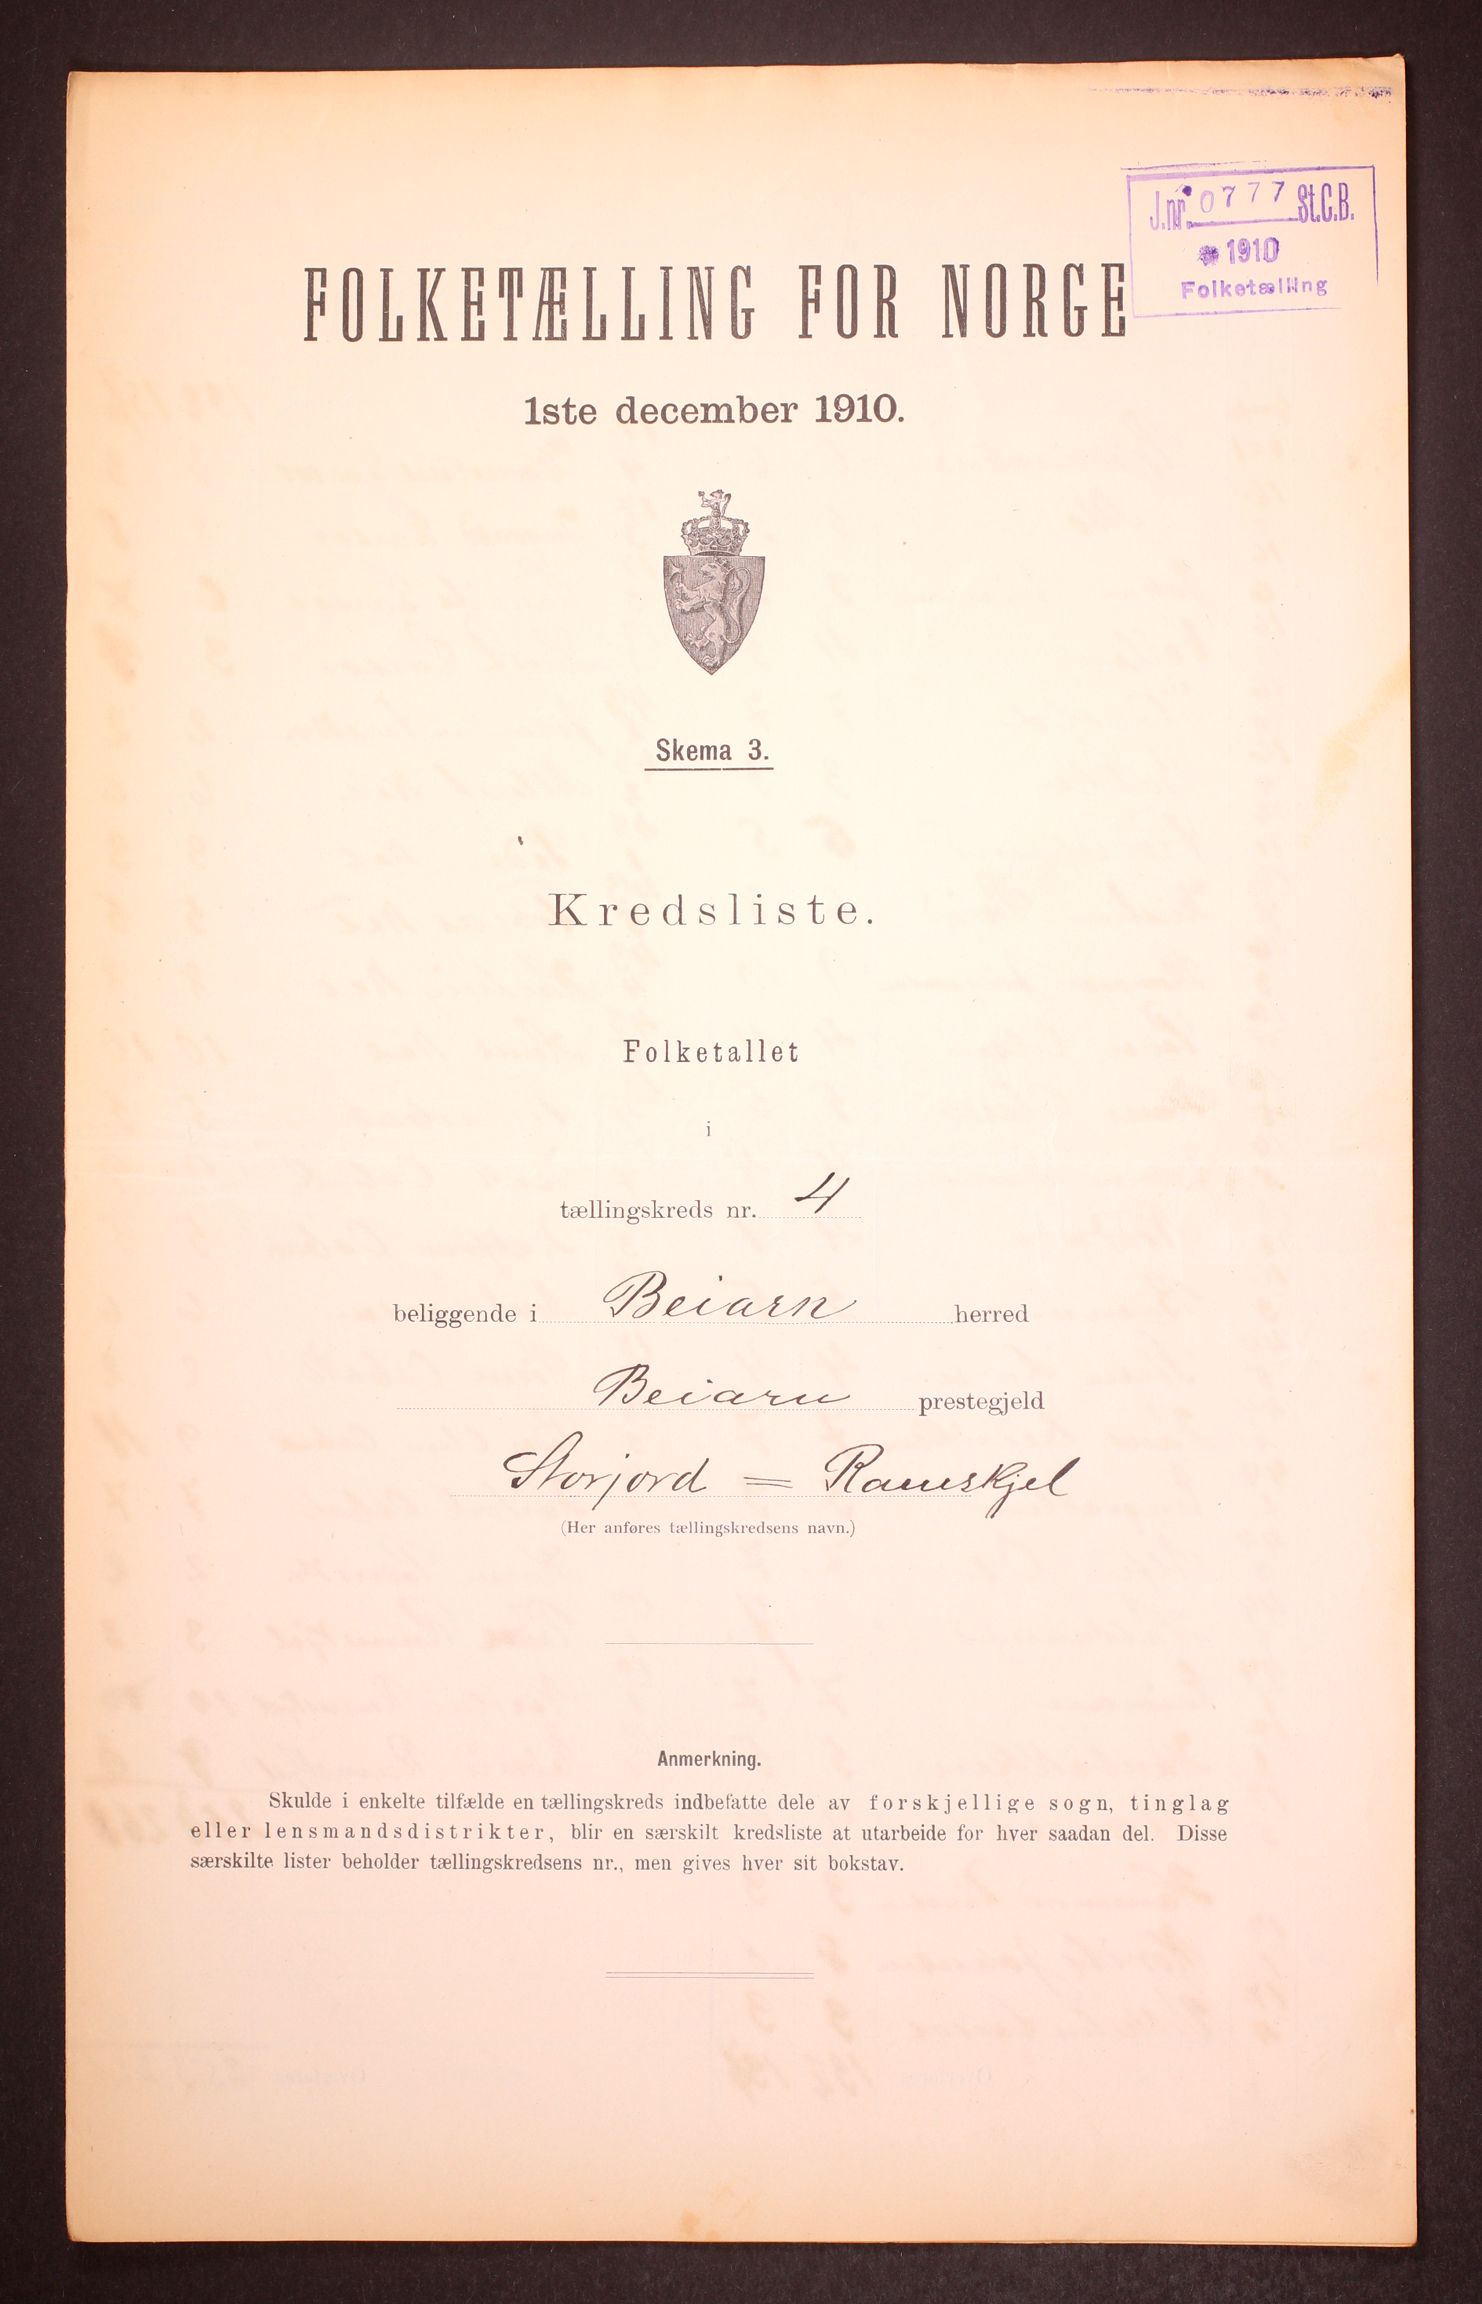 J.nr. 0777 St.C.B.
1910
Folketælling
FOLKETÆLLING FOR NORGE
1ste december 1910.
Skema 3.
Kredsliste.
Folketallet
i
tællingskreds nr. 4
beliggende i Beiarn herred
Beiarn prestegjeld
Storjord = Ramskjel
(Her anføres tællingskredsens navn.)
Anmerkning.
Skulde i enkelte tilfælde en tællingskreds indbefatte dele av forskjellige sogn, tinglag
eller lensmandsdistrikter, blir en særskilt kredsliste at utarbeide for hver saadan del. Disse
særskilte lister beholder tællingskredsens nr., men gives hver sit bokstav.